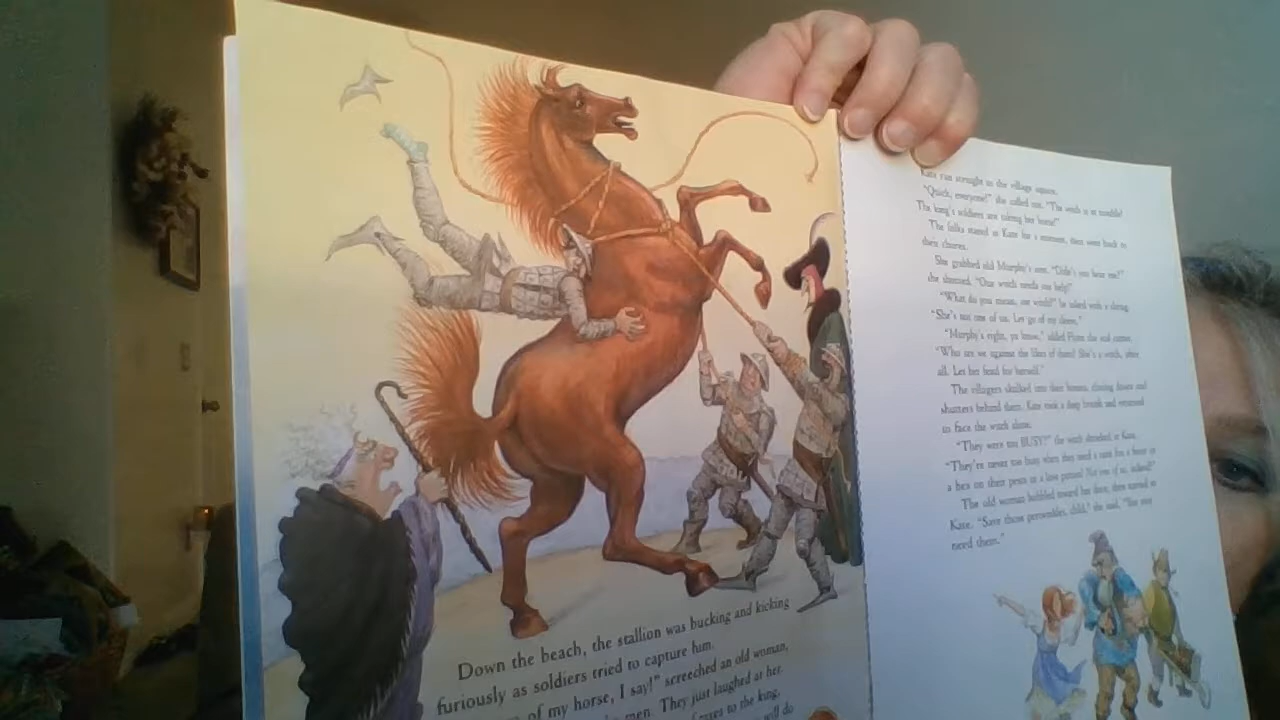 Down the beach, the stallion was bucking and kicking
furiously as soldiers tried to capture him.
of my horse, I say!" screeched an old woman,
men. They just laughed at her.
to the king,
will do
Kate ran straight to the village square.
"Quick, everyone!" she called out. "The witch is in trouble!
The king's soldiers are taking her horse!"
The folks stared at Kate for a moment, then went back to
their chores.
She grabbed old Murphy's arm. "Didn't you hear me?"
she shouted. "Our witch needs our help!"
"What do you mean, our witch?" he asked with a shrug.
"She's not one of us. Let go of my sleeve."
"Murphy's right, ya know," added Flynn the
"Who are we against the likes of them? She's a witch, after
all. Let her fend for herself."
The villagers skulked into their homes, closing doors and
shutters behind them. Kate took a deep breath and returned
to face the witch alone.
"They were too BUSY?" the witch shrieked at Kate.
"They're never too busy when they need a cure for a
a hex on their pests or a love potion! Not one of us, indeed!"
The old woman hobbled toward her door, then turned to
Kate. "Save those periwinkles, child," she said. "You may
need them."